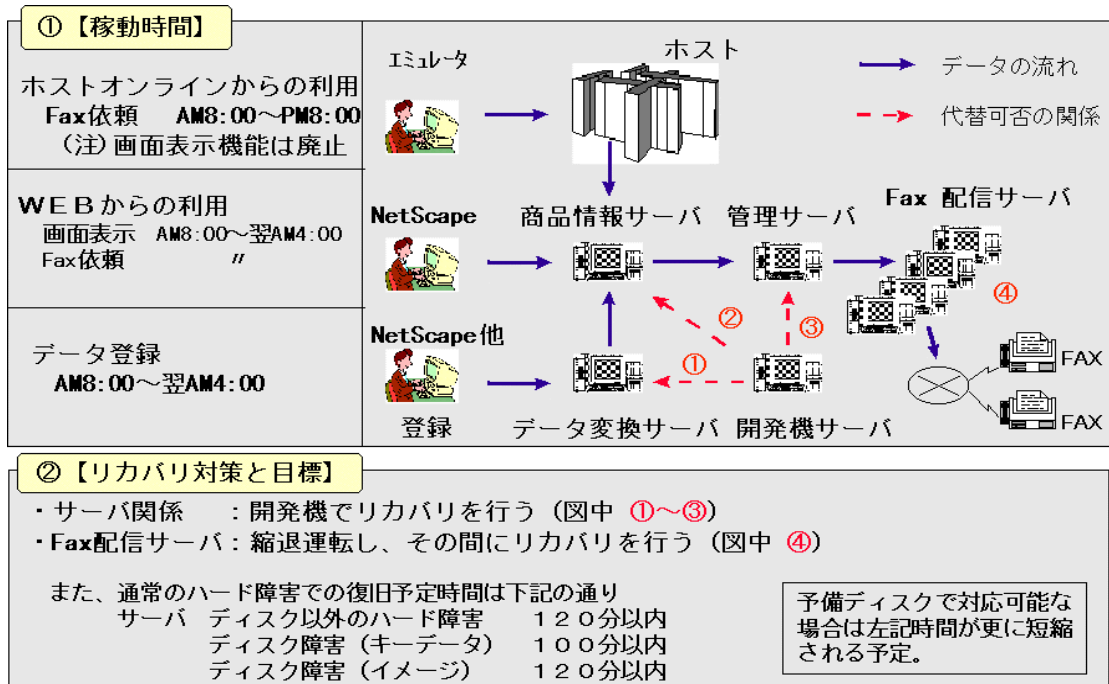 ①【稼動時間】
ホストオンラインからの利用
Fax依頼 AM8:00～PM8:00
(注)画面表示機能は廃止
エミュレータ
ホスト
データの流れ
代替可否の関係
WEBからの利用
画面表示 AM8:00～翌AM4:00
Fax依頼 〃
NetScape
商品情報サーバ
管理サーバ
Fax 配信サーバ
②
③
④
データ登録
AM8:00～翌AM4:00
NetScape他
①
登録
データ変換サーバ
開発機サーバ
FAX
FAX
②【リカバリ対策と目標】
・サーバ関係 :開発機でリカバリを行う(図中 ①～③)
・Fax配信サーバ:縮退運転し、その間にリカバリを行う(図中 ④)
また、通常のハード障害での復旧予定時間は下記の通り
サーバ ディスク以外のハード障害 120分以内
ディスク障害(キーデータ) 100分以内
ディスク障害(イメージ) 120分以内
予備ディスクで対応可能な
場合は左記時間が更に短縮
される予定。